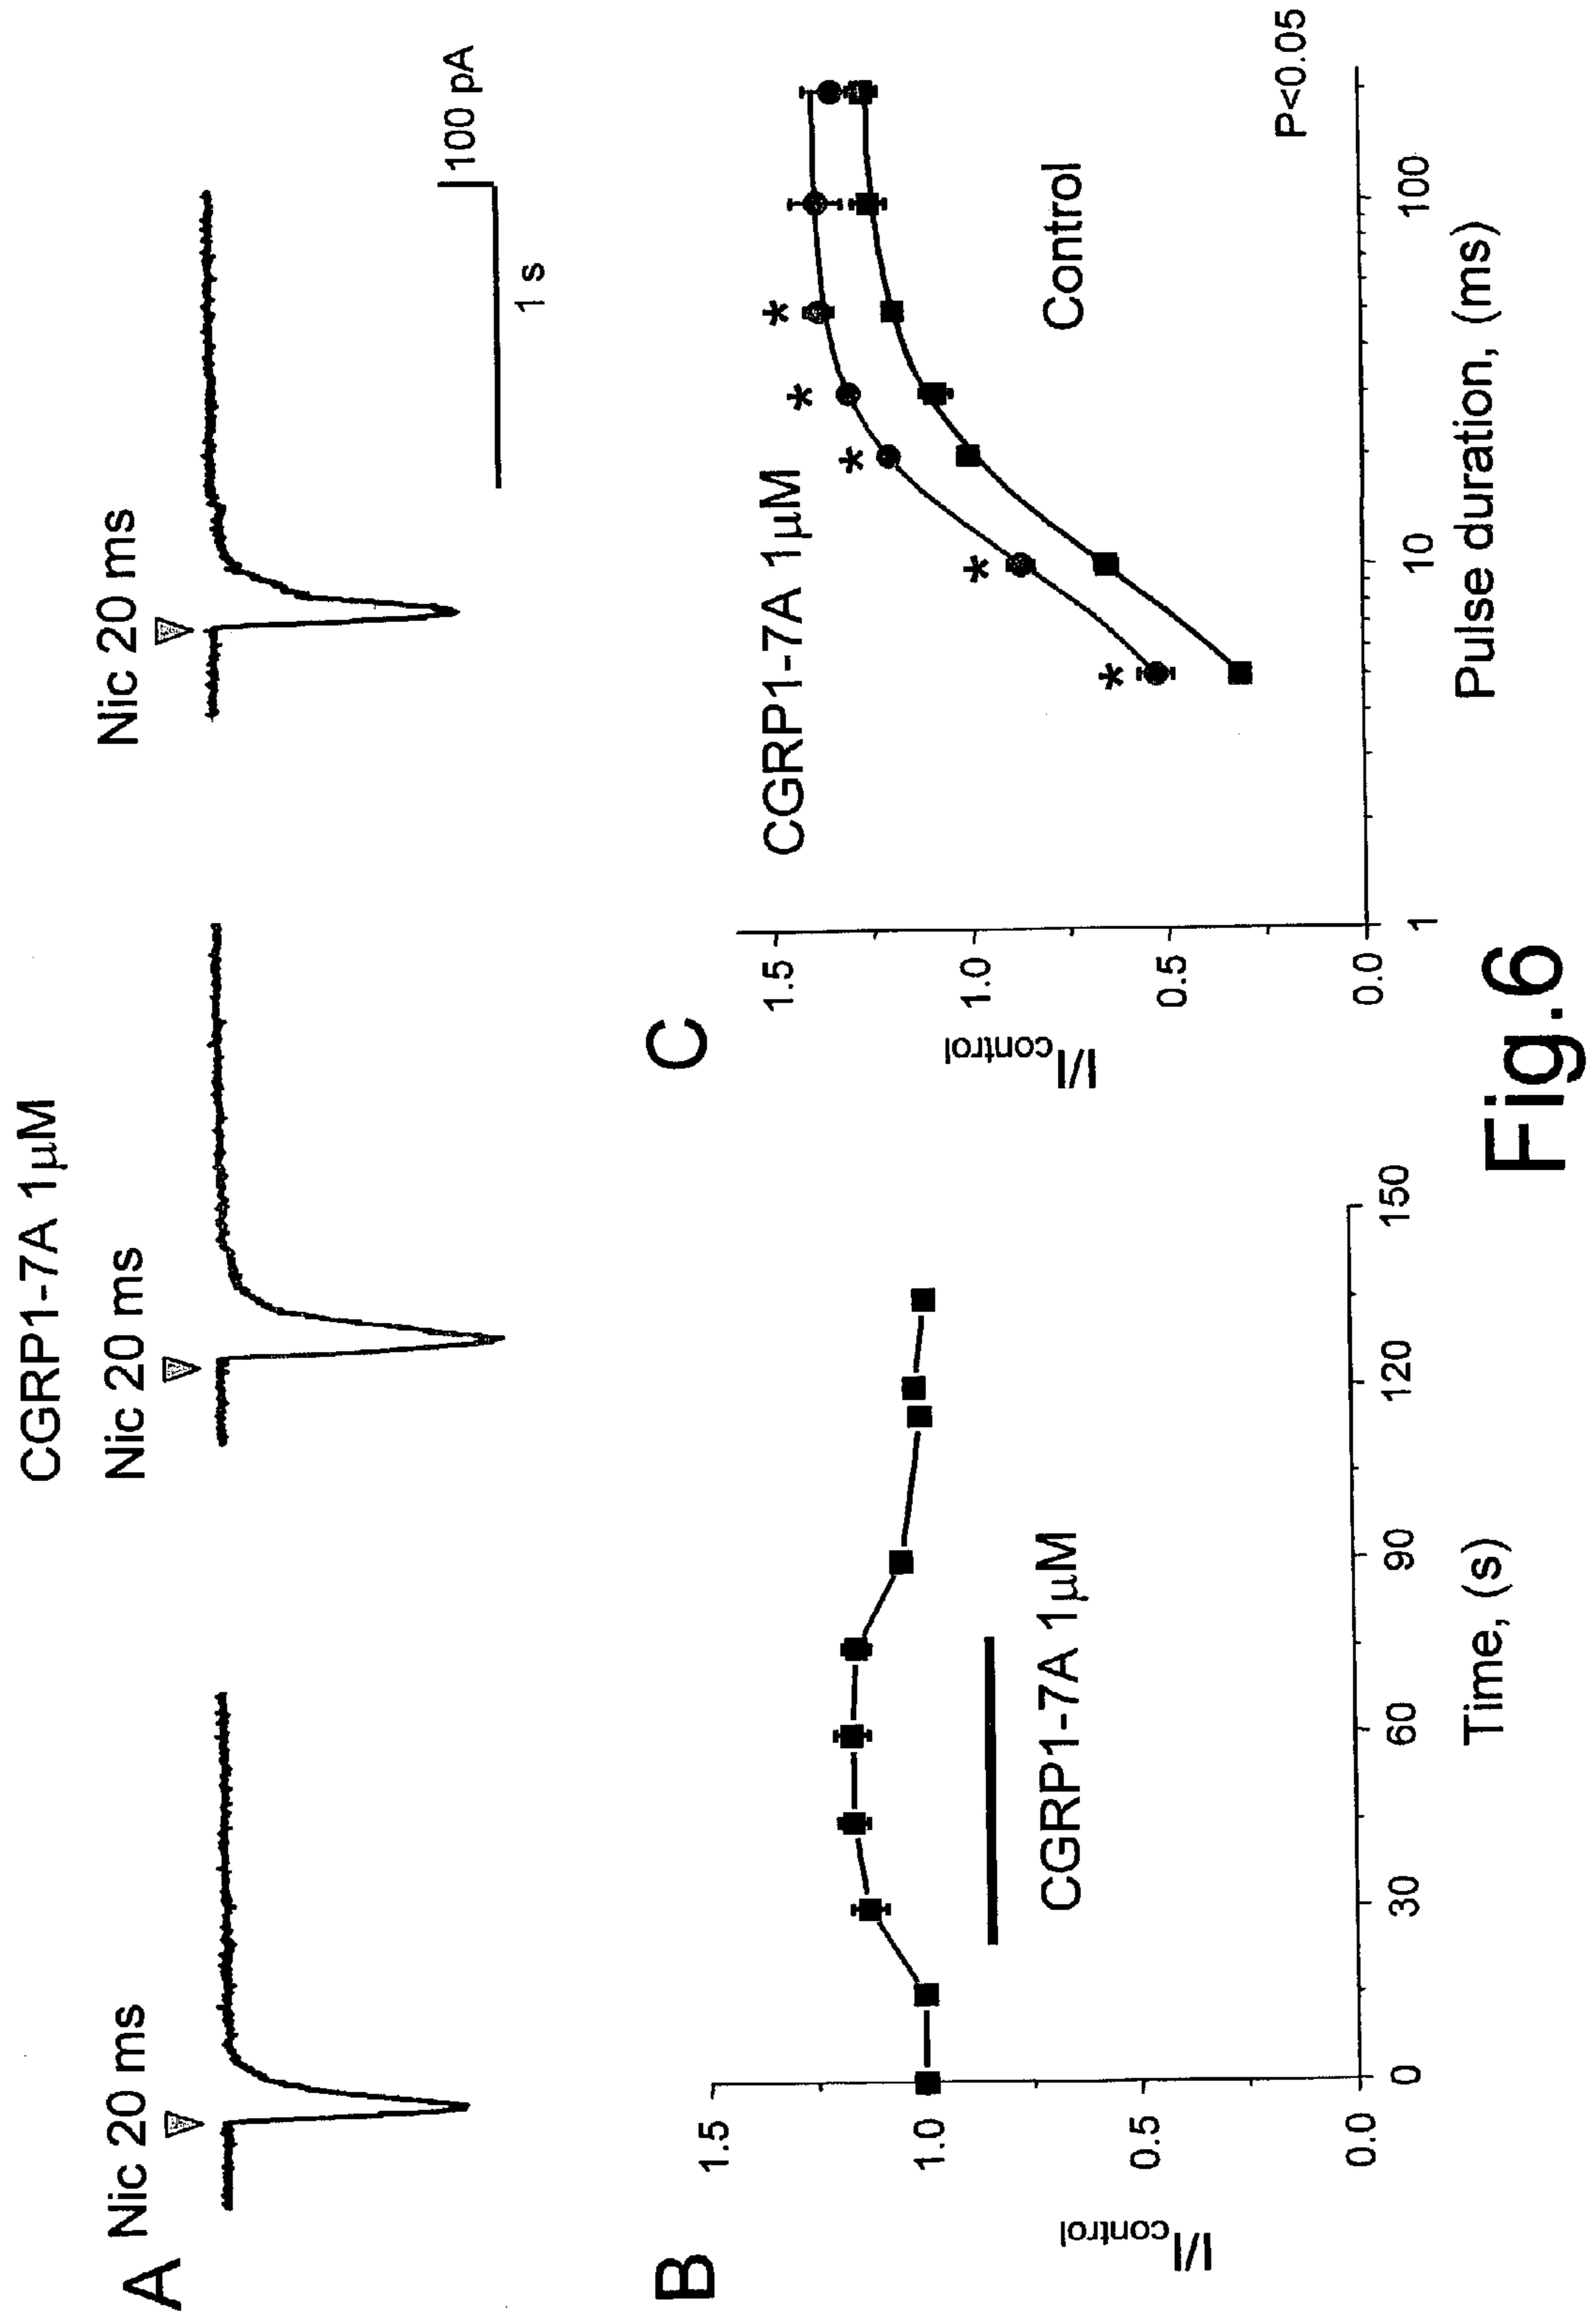 A
CGRP1-7A 1μM
Nic 20 ms
Nic 20 ms
Nic 20 ms
100 pA
1 s
B
I/Icontrol
1.5
1.0
0.5
0.0
CGRP1-7A 1μM
0
30
60
90
120
150
Time, (s)
C
I/Icontrol
1.5
1.0
0.5
0.0
CGRP1-7A 1μM
*
*
*
*
*
Control
P<0.05
1
10
100
Pulse duration, (ms)
Fig.6